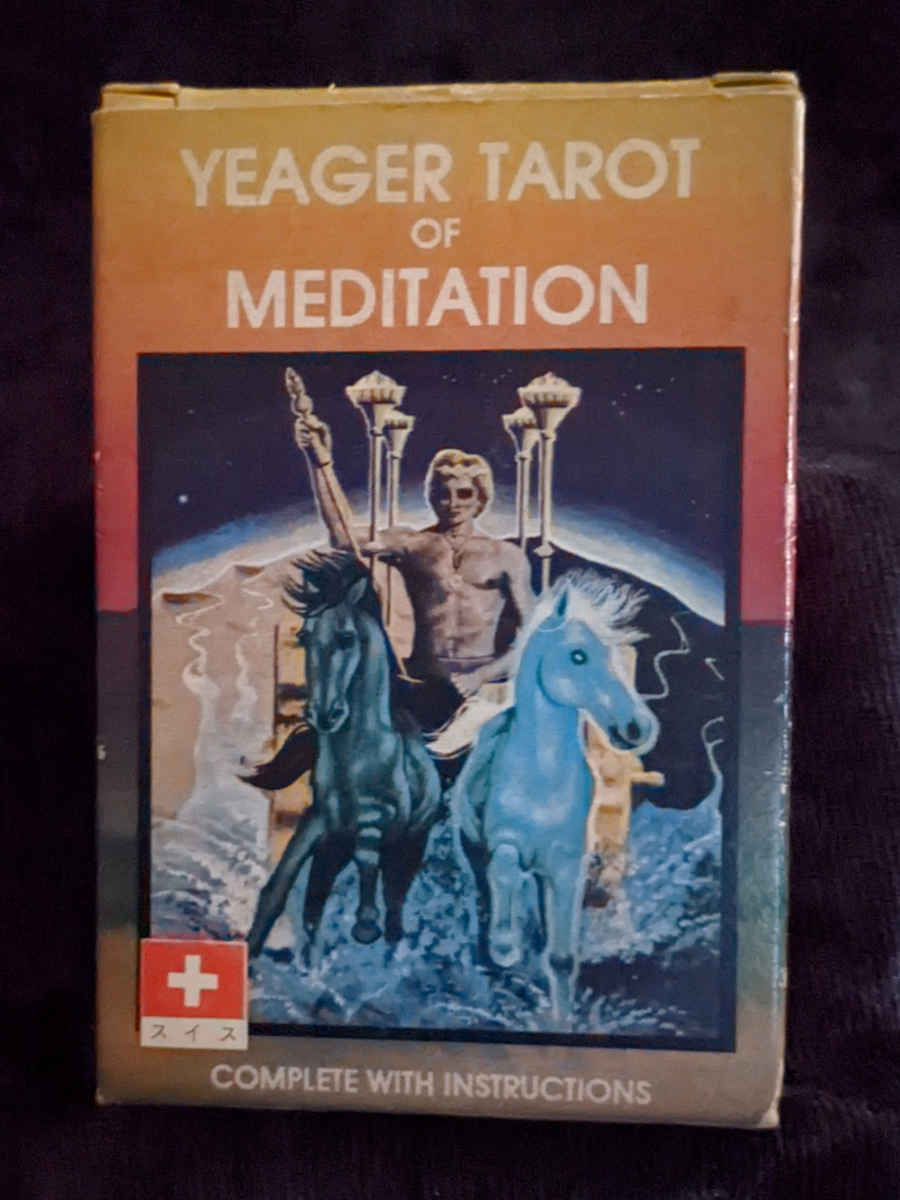 YEAGER TAROT
OF
MEDITATION
スイス
COMPLETE WITH INSTRUCTIONS